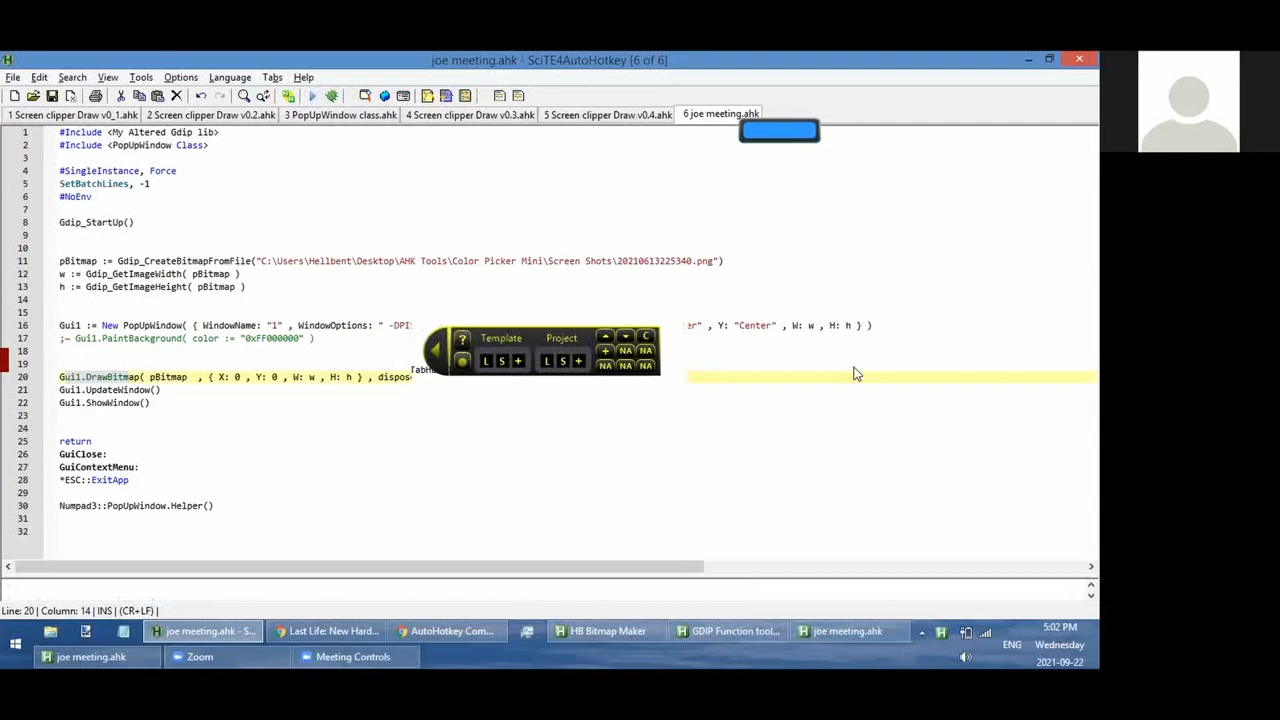 joe meeting.ahk - SciTE4AutoHotkey [6 of 6]
File Edit Search View Tools Options Language Tabs Help
1 Screen clipper Draw v0_1.ahk 2 Screen clipper Draw v0.2.ahk 3 PopUpWindow class.ahk 4 Screen clipper Draw v0.3.ahk 5 Screen clipper Draw v0.4.ahk 6 joe meeting.ahk
1 #Include <My Altered Gdip lib>
2 #Include <PopUpWindow Class>
3
4 #SingleInstance, Force
5 SetBatchLines, -1
6 #NoEnv
7
8 Gdip_StartUp()
9
10
11 pBitmap := Gdip_CreateBitmapFromFile("C:\Users\Hellbent\Desktop\AHK Tools\Color Picker Mini\Screen Shots\20210613225340.png")
12 w := Gdip_GetImageWidth( pBitmap )
13 h := Gdip_GetImageHeight( pBitmap )
14
15
16 Gui1 := New PopUpWindow( { WindowName: "1" , WindowOptions: " -DPI er" , Y: "Center" , W: w , H: h } )
17 ;~ Gui1.PaintBackground( color := "0xFF000000" )
18
19
20 Gui1.DrawBitmap( pBitmap , { X: 0 , Y: 0 , W: w , H: h } , dispos
21 Gui1.UpdateWindow()
22 Gui1.ShowWindow()
23
24
25 return
26 GuiClose:
27 GuiContextMenu:
28 *ESC::ExitApp
29
30 Numpad3::PopUpWindow.Helper()
31
32
? Template Project C
L S + L S + + NA NA
NA NA NA
Line: 20 | Column: 14 | INS | (CR+LF) |
joe meeting.ahk - S... Last Life: New Hard... AutoHotkey Com... HB Bitmap Maker GDIP Function tool... joe meeting.ahk 5:02 PM
ENG Wednesday
joe meeting.ahk Zoom Meeting Controls 2021-09-22